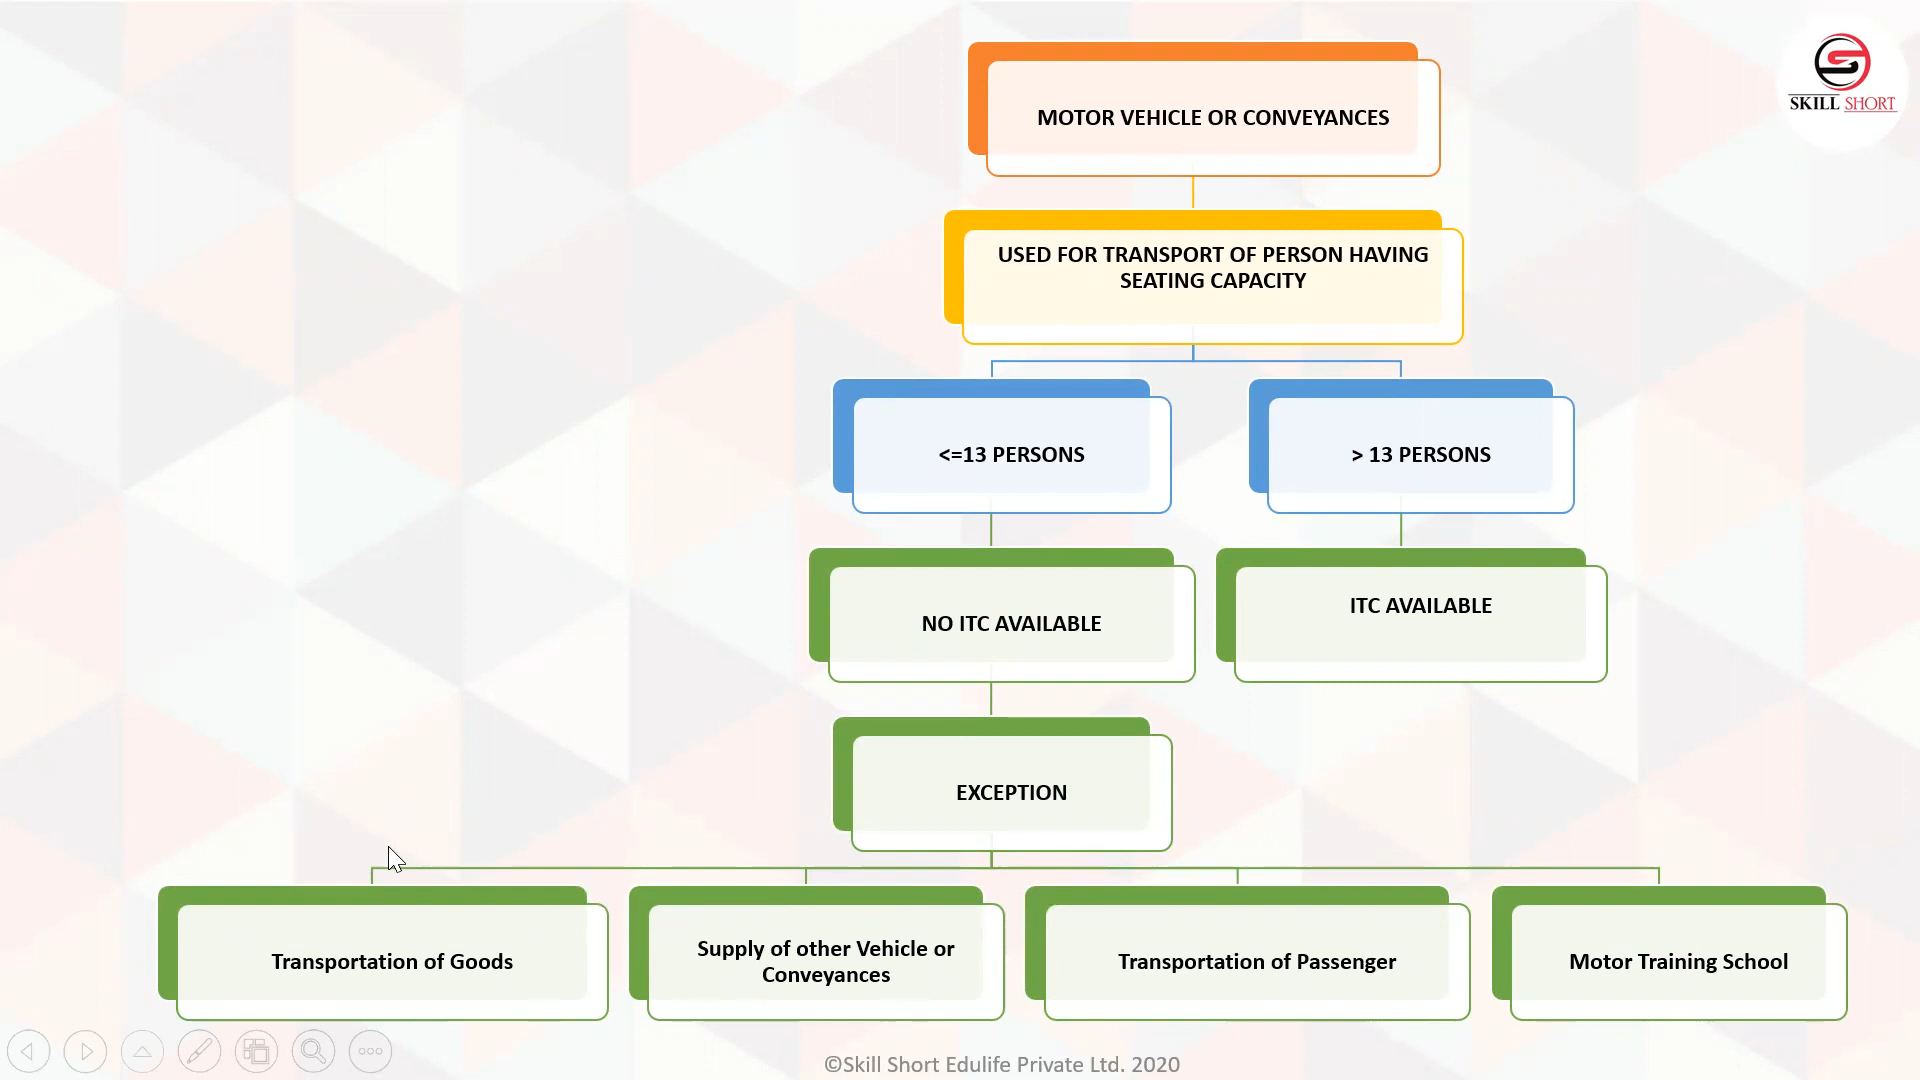 SKILL SHORT
MOTOR VEHICLE OR CONVEYANCES
USED FOR TRANSPORT OF PERSON HAVING
SEATING CAPACITY
<=13 PERSONS
> 13 PERSONS
NO ITC AVAILABLE
ITC AVAILABLE
EXCEPTION
Transportation of Goods
Supply of other Vehicle or
Conveyances
Transportation of Passenger
Motor Training School
©Skill Short Edulife Private Ltd. 2020